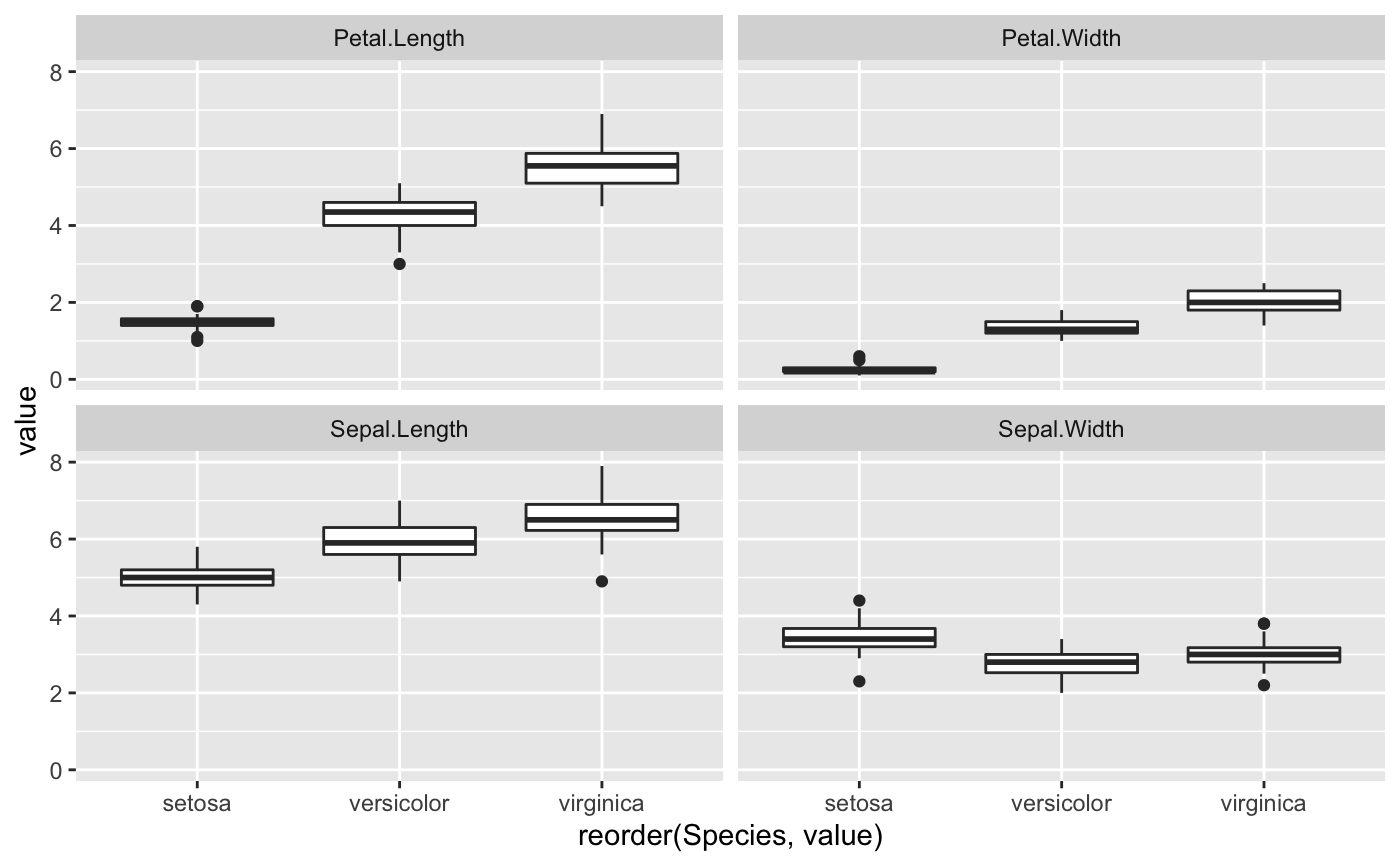 Petal.Length
Petal.Width
8
6
4
2
0
value
Sepal.Length
Sepal.Width
8
6
4
2
0
setosa
versicolor
virginica
setosa
versicolor
virginica
reorder(Species, value)